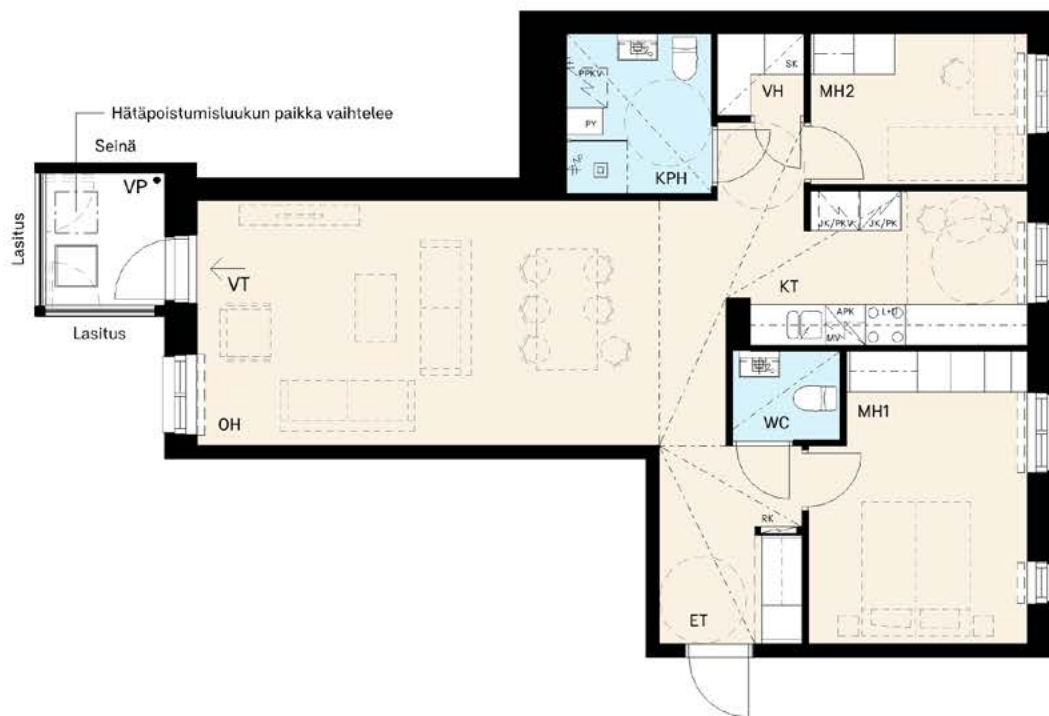 Hätäpoistumisluukun paikka vaihtelee
Seinä
VP
Lasitus
Lasitus
VT
OH
PPKV
PY
KPH
VH
SK
MH2
JK/PKV
JK/PK
KT
APK
L+U
MV
WC
MH1
RK
ET